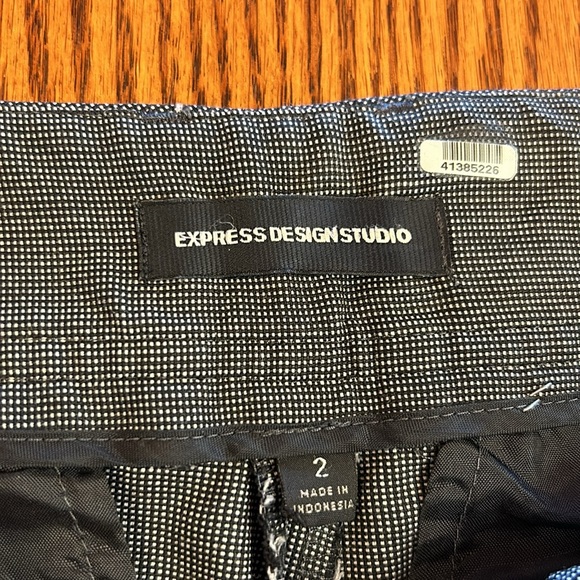 41385226
EXPRESS DESIGN STUDIO
2
MADE IN
INDONESIA